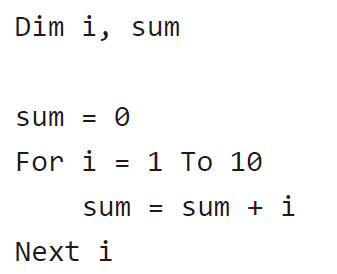 Dim i, sum

sum = 0
For i = 1 To 10
    sum = sum + i
Next i